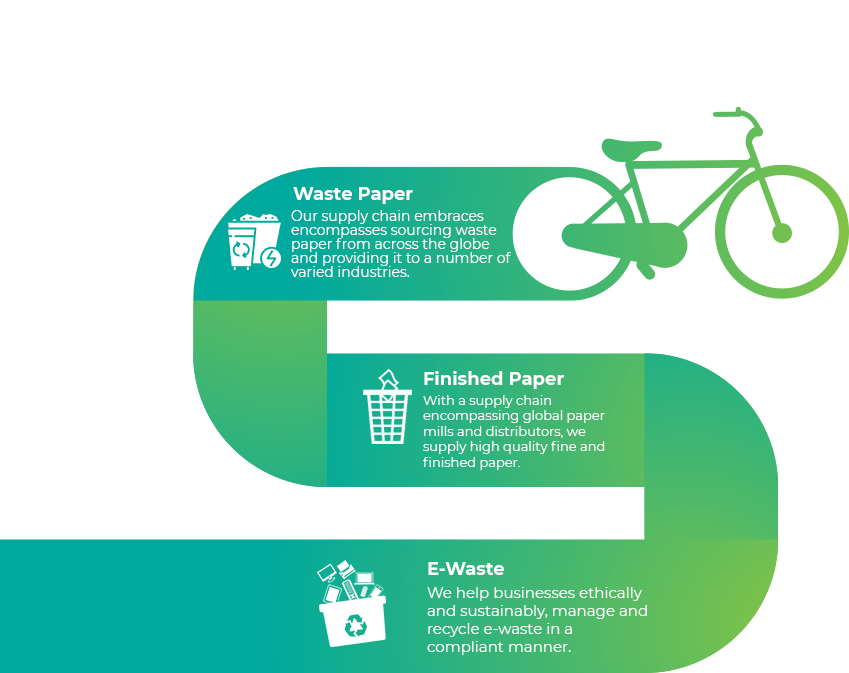 Waste Paper
Our supply chain embraces
encompasses sourcing waste
paper from across the globe
and providing it to a number of
varied industries.
Finished Paper
With a supply chain
encompassing global paper
mills and distributors, we
supply high quality fine and
finished paper.
E-Waste
We help businesses ethically
and sustainably, manage and
recycle e-waste in a
compliant manner.